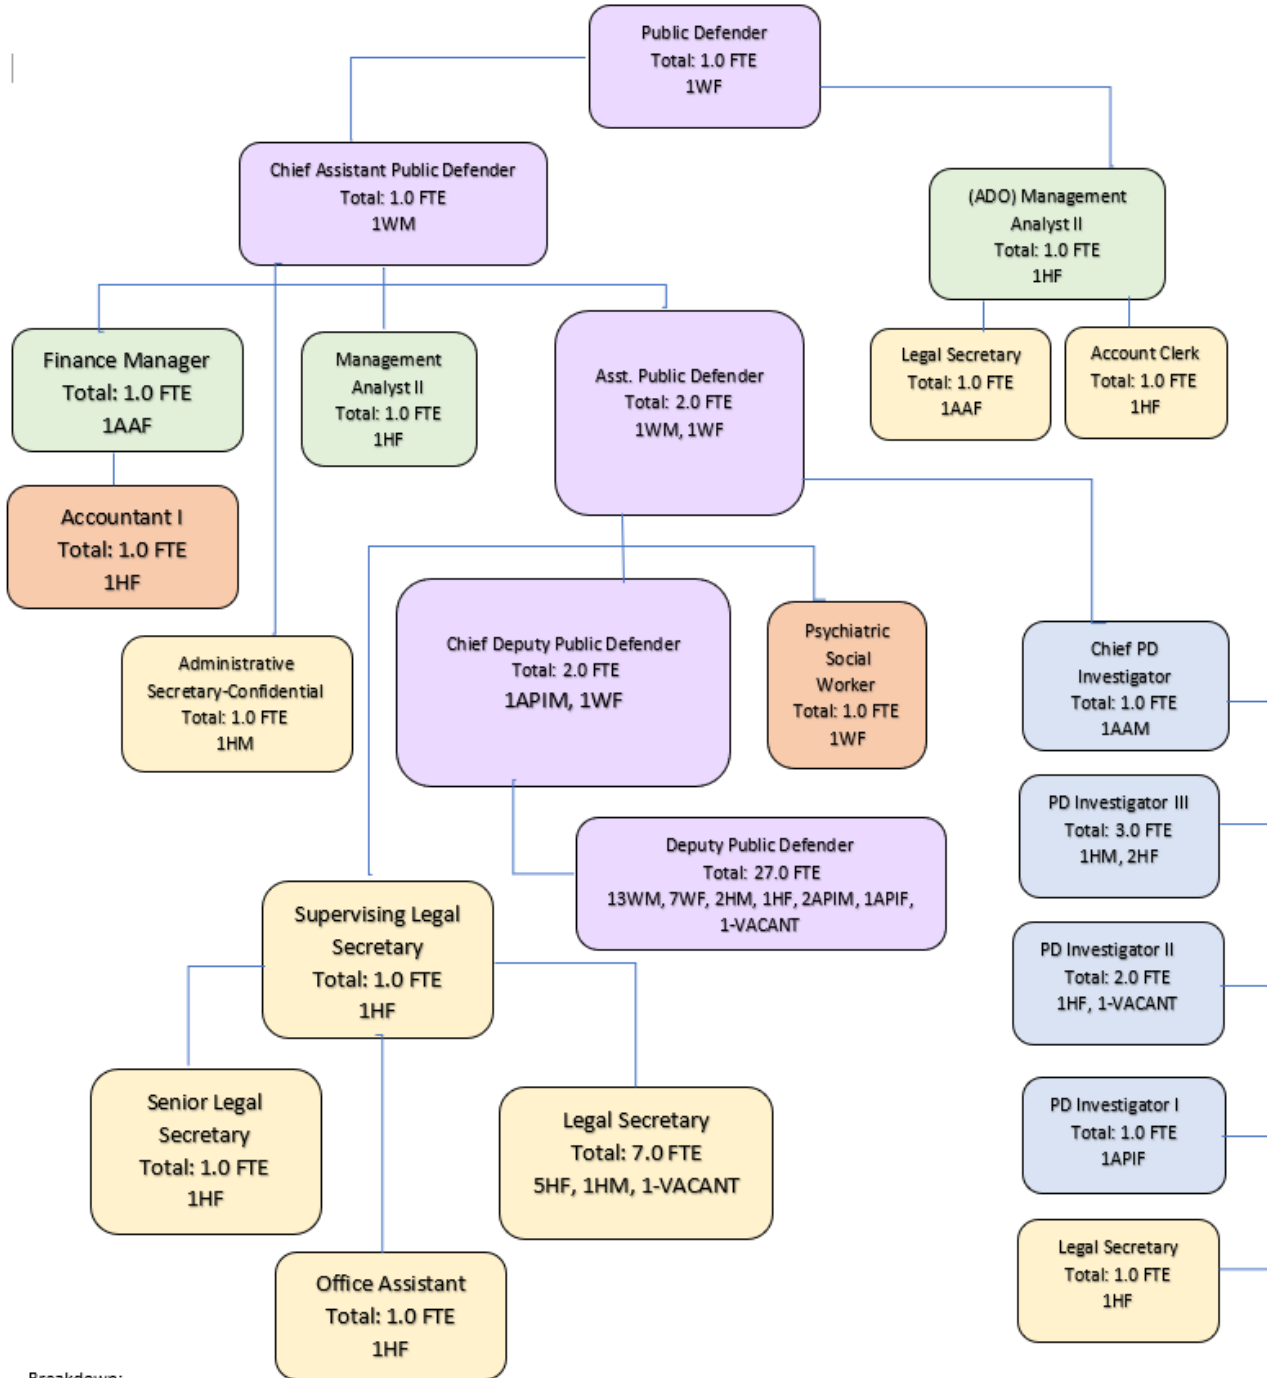 Public Defender
Total: 1.0 FTE
1WF
Chief Assistant Public Defender
Total: 1.0 FTE
1WM
(ADO) Management
Analyst II
Total: 1.0 FTE
1HF
Finance Manager
Total: 1.0 FTE
1AAF
Management
Analyst II
Total: 1.0 FTE
1HF
Asst. Public Defender
Total: 2.0 FTE
1WM, 1WF
Legal Secretary
Total: 1.0 FTE
1AAF
Account Clerk
Total: 1.0 FTE
1HF
Accountant I
Total: 1.0 FTE
1HF
Administrative
Secretary-Confidential
Total: 1.0 FTE
1HM
Chief Deputy Public Defender
Total: 2.0 FTE
1APIM, 1WF
Psychiatric
Social
Worker
Total: 1.0 FTE
1WF
Chief PD
Investigator
Total: 1.0 FTE
1AAM
PD Investigator III
Total: 3.0 FTE
1HM, 2HF
Deputy Public Defender
Total: 27.0 FTE
13WM, 7WF, 2HM, 1HF, 2APIM, 1APIF,
1-VACANT
Supervising Legal
Secretary
Total: 1.0 FTE
1HF
PD Investigator II
Total: 2.0 FTE
1HF, 1-VACANT
Senior Legal
Secretary
Total: 1.0 FTE
1HF
Legal Secretary
Total: 7.0 FTE
5HF, 1HM, 1-VACANT
PD Investigator I
Total: 1.0 FTE
1APIF
Office Assistant
Total: 1.0 FTE
1HF
Legal Secretary
Total: 1.0 FTE
1HF
Breakdown: